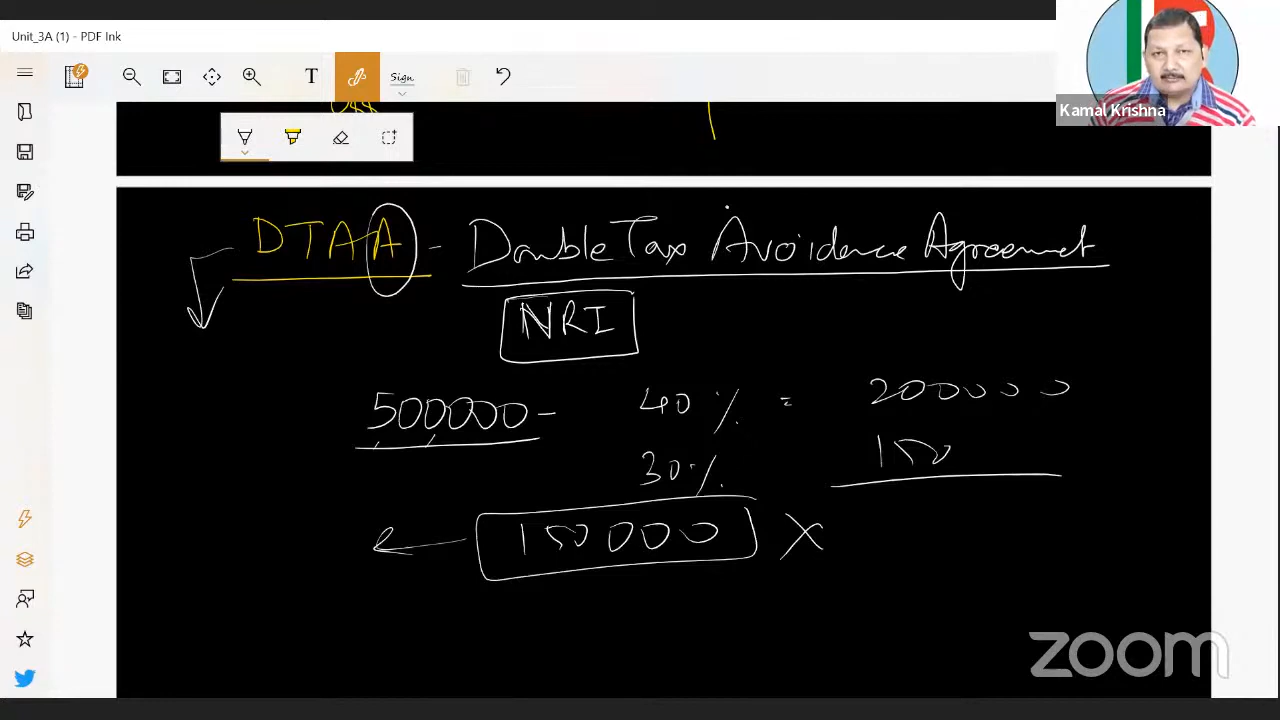 Unit_3A (1) - PDF Ink
T
Sign
Kamal Krishna
DTAA - Double Tax Avoidence Agreement
NRI
500000 - 40 % = 200000
30 % 150
150000 X
zoom